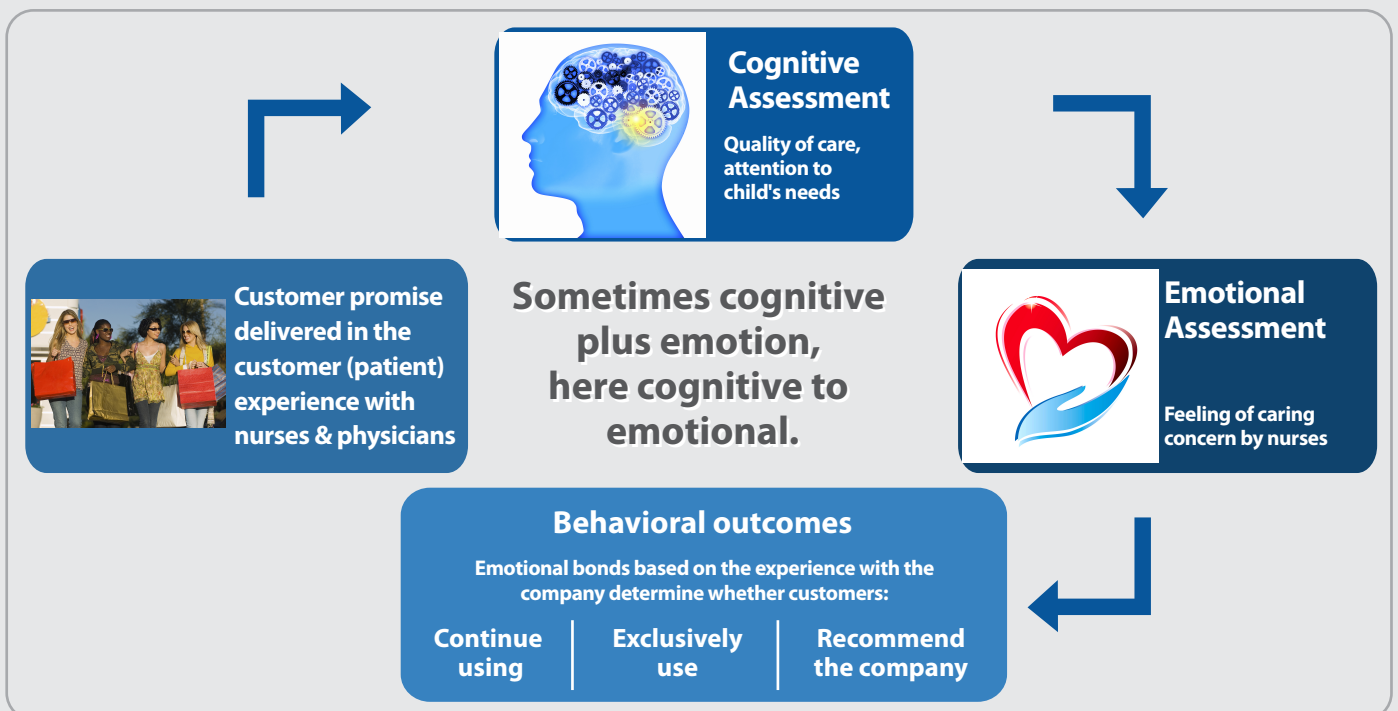 Cognitive
Assessment
Quality of care,
attention to
child's needs
Customer promise
delivered in the
customer (patient)
experience with
nurses & physicians
Sometimes cognitive
plus emotion,
here cognitive to
emotional.
Emotional
Assessment
Feeling of caring
concern by nurses
Behavioral outcomes
Emotional bonds based on the experience with the
company determine whether customers:
Continue
using
Exclusively
use
Recommend
the company